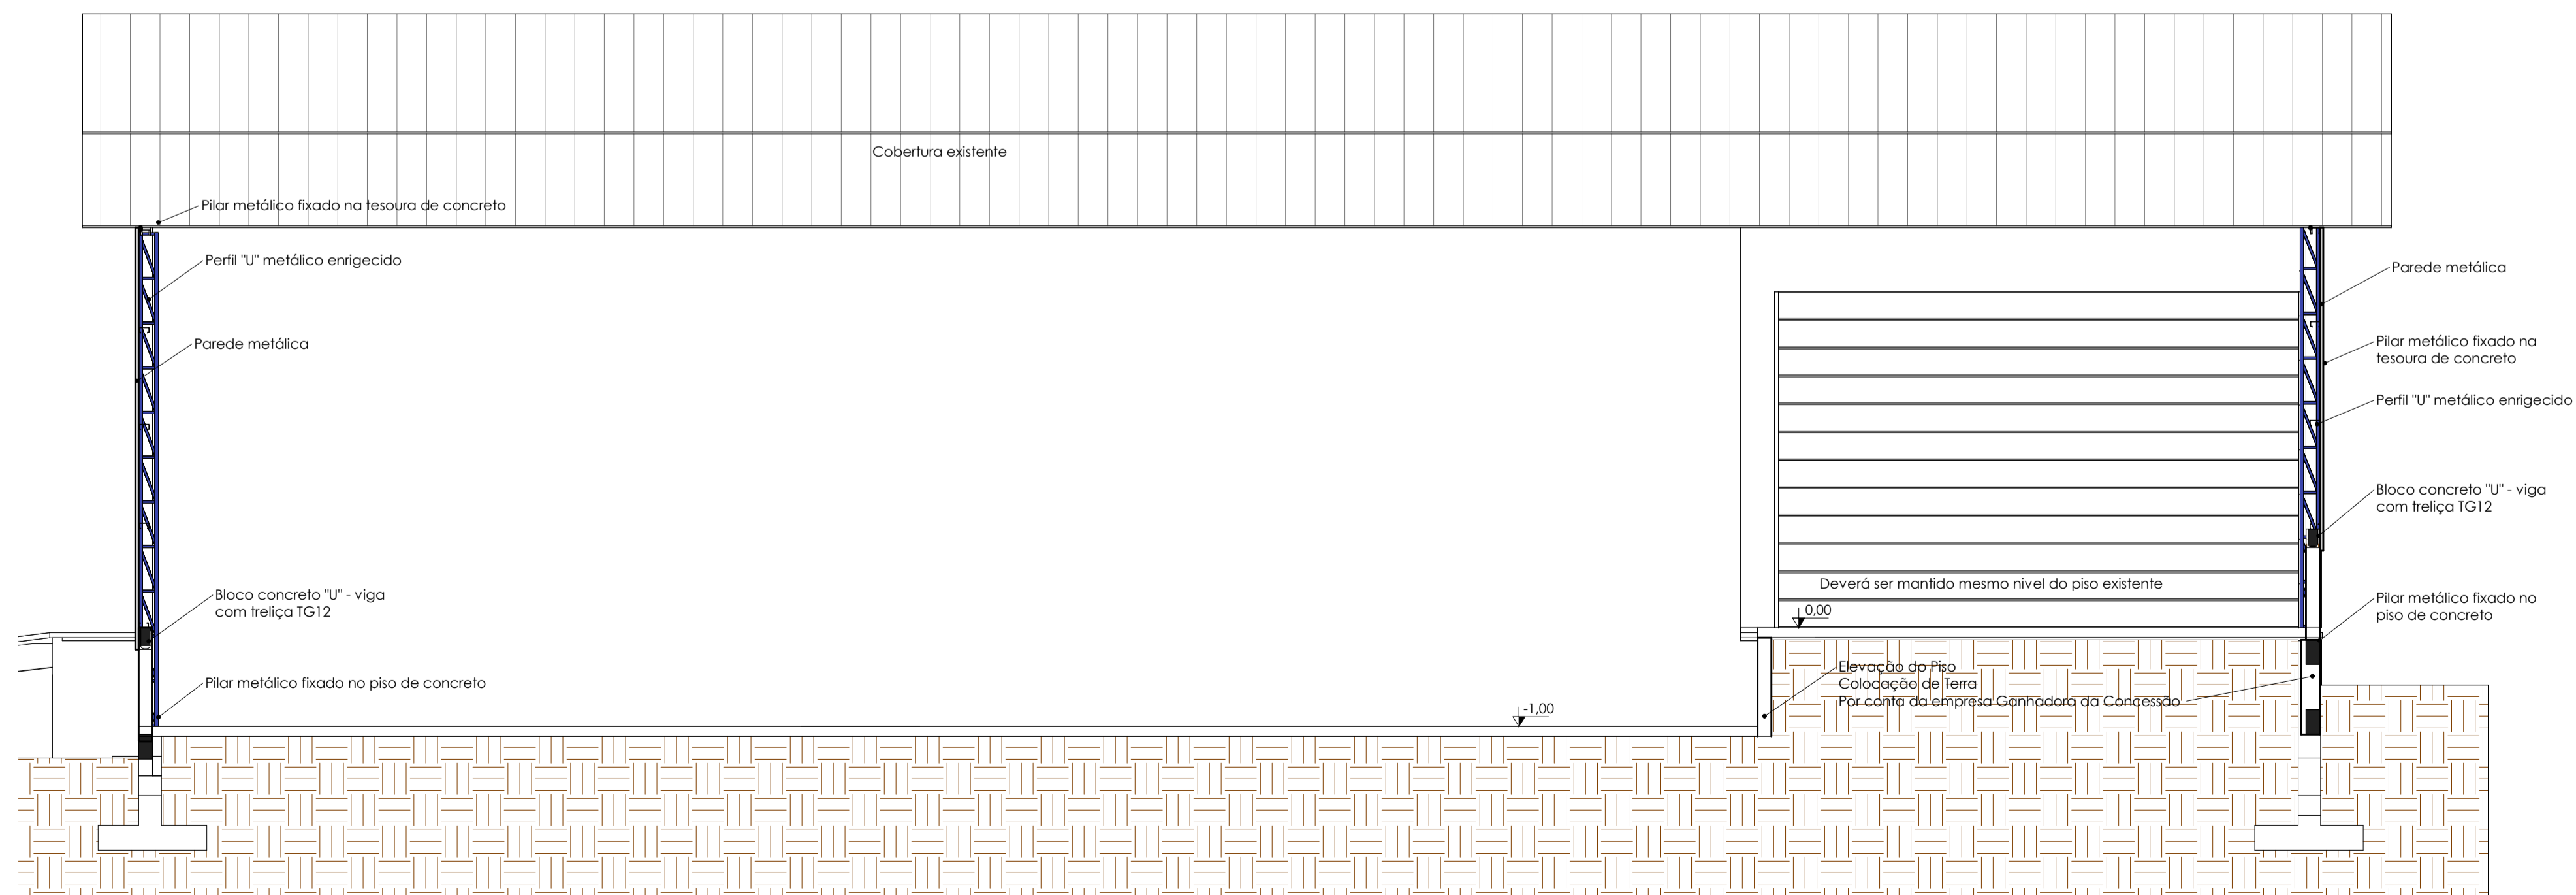 Cobertura existente
Pilar metálico fixado na tesoura de concreto
Perfil "U" metálico enrigecido
Parede metálica
Bloco concreto "U" - viga
com treliça TG12
Pilar metálico fixado no piso de concreto
-1,00
Deverá ser mantido mesmo nivel do piso existente
0,00
Elevação do Piso
Colocação de Terra
Por conta da empresa Ganhadora da Concessão
Parede metálica
Pilar metálico fixado na
tesoura de concreto
Perfil "U" metálico enrigecido
Bloco concreto "U" - viga
com treliça TG12
Pilar metálico fixado no
piso de concreto